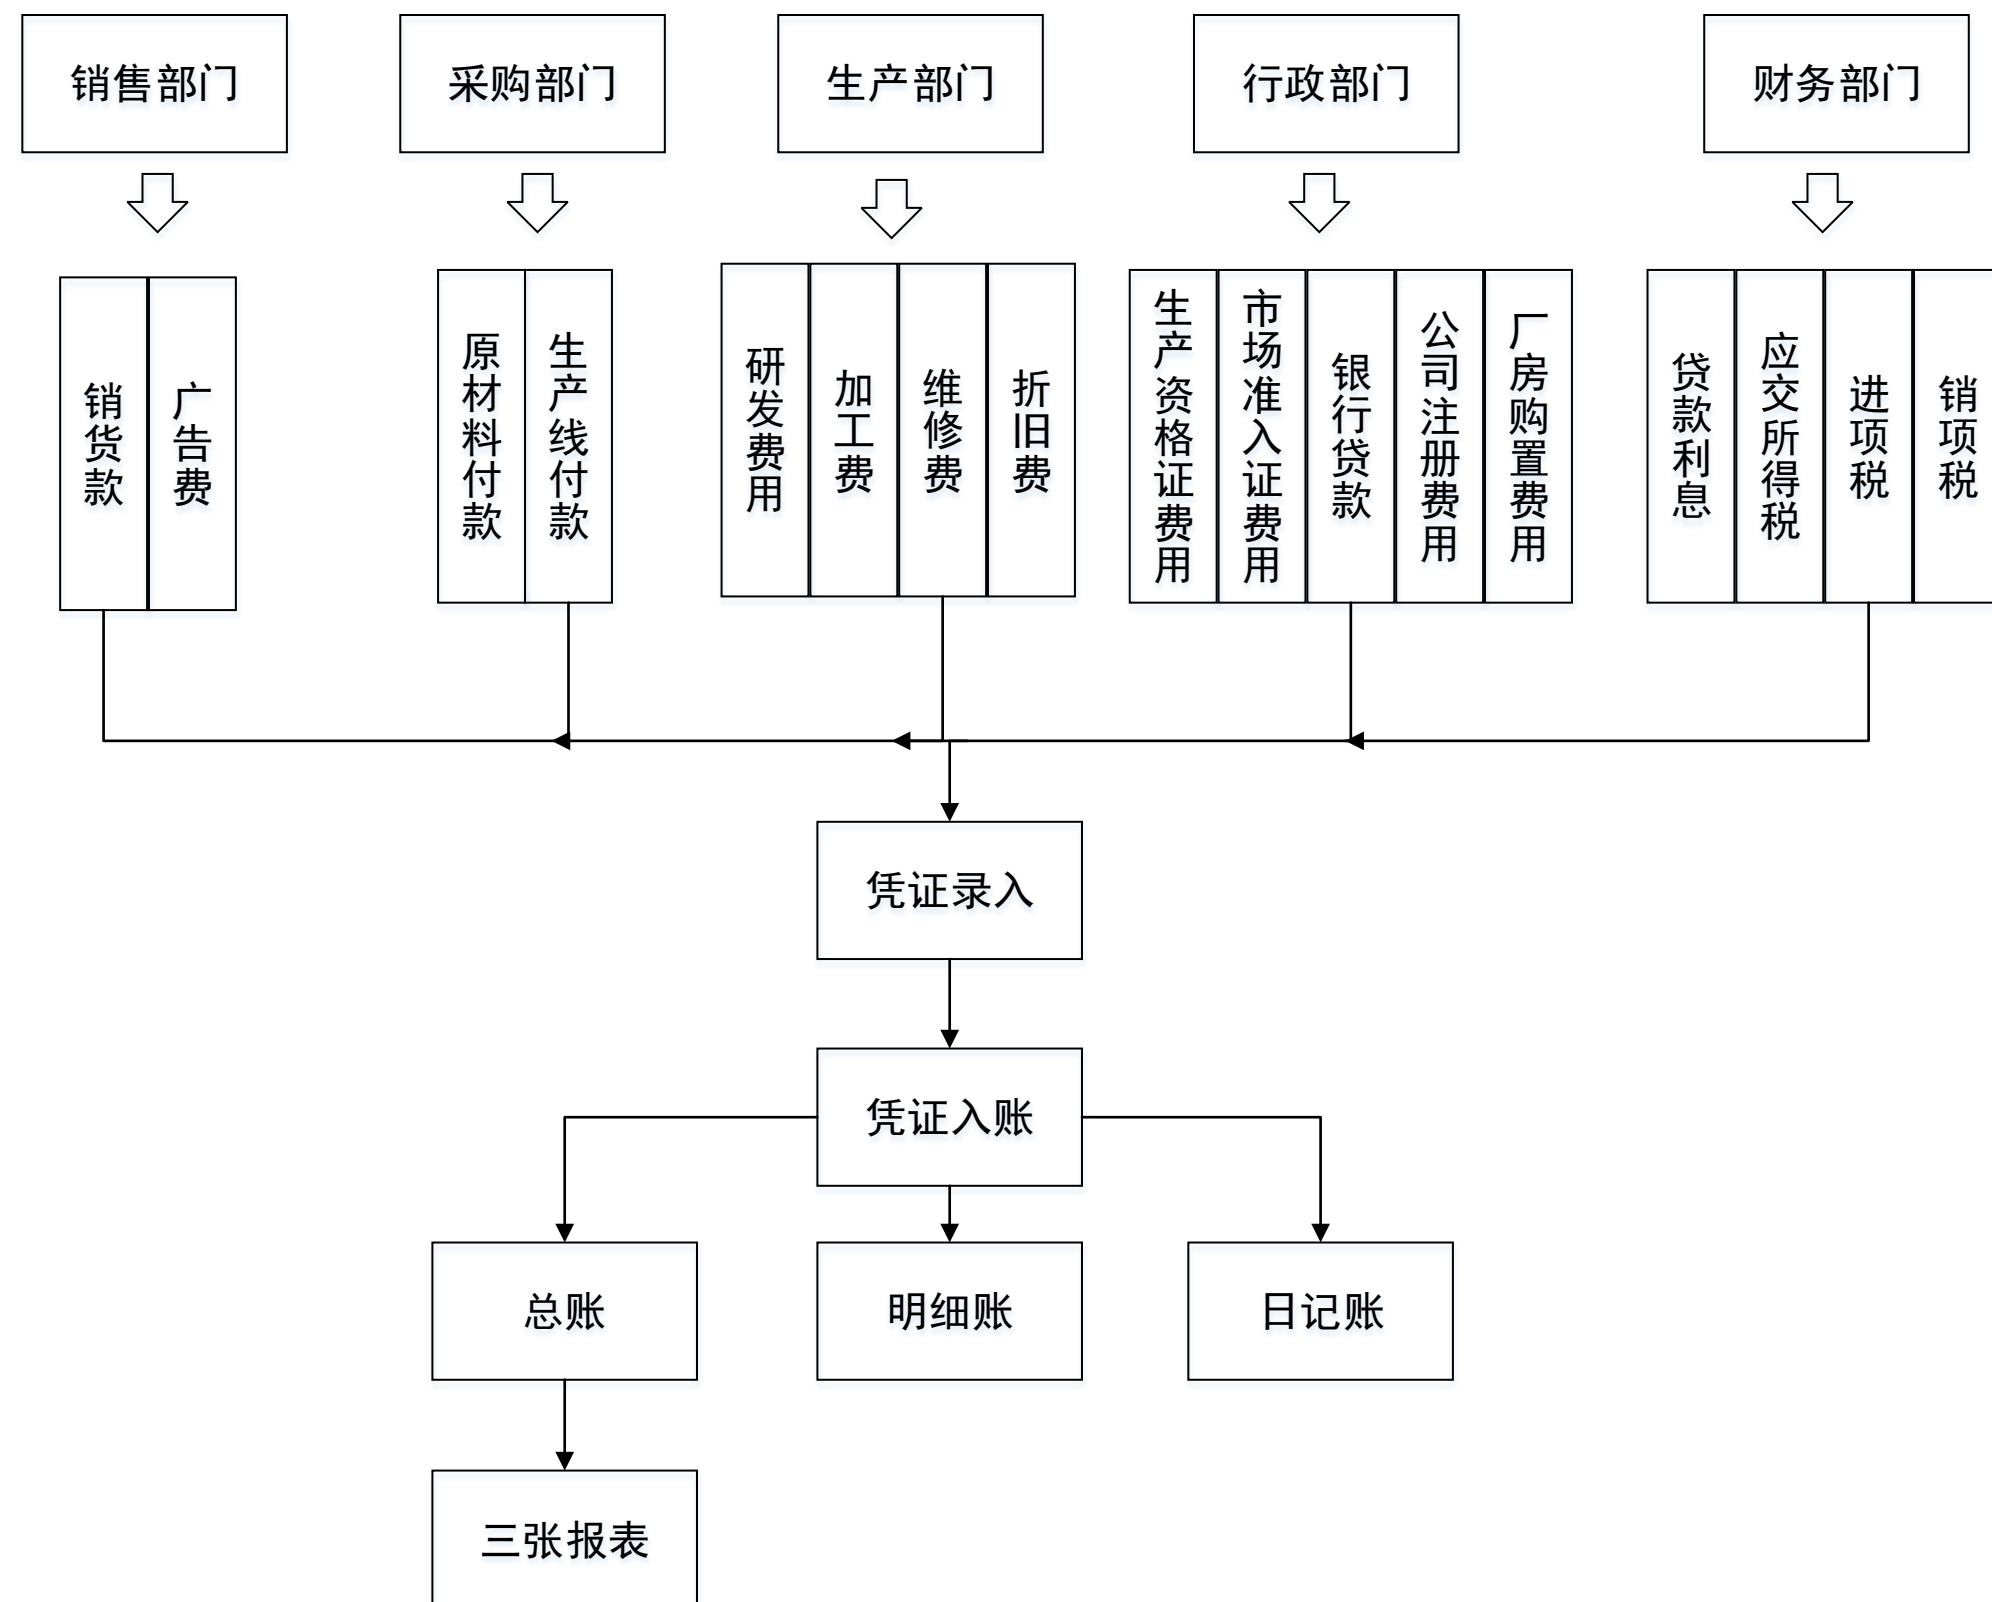 销售部门
采购部门
生产部门
行政部门
财务部门
销货款
广告费
原材料付款
生产线付款
研发费用
加工费
维修费
折旧费
生产资格证费用
市场准入证费用
银行贷款
公司注册费用
厂房购置费用
贷款利息
应交所得税
进项税
销项税
凭证录入
凭证入账
总账
明细账
日记账
三张报表